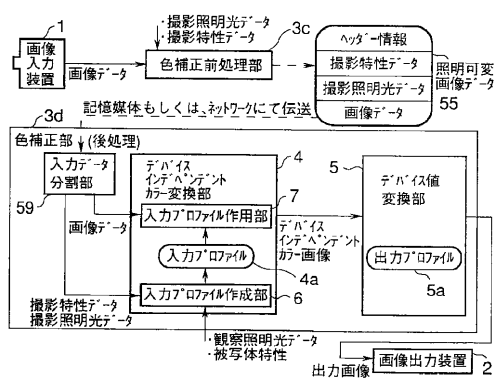 1
画像
入力
装置
画像データ
・撮影照明光データ
・撮影特性データ
3c
色補正前処理部
ヘッダー情報
撮影特性データ
撮影照明光データ
画像データ
照明可変
画像データ
55
記憶媒体もしくは、ネットワークにて伝送
3d
色補正部 (後処理)
入力データ
分割部
59
画像データ
撮影特性データ
撮影照明光データ
4
デバイス
インデペンデント
カラー変換部
7
入力プロファイル作用部
入力プロファイル
4a
入力プロファイル作成部
6
・観察照明光データ
・被写体特性
デバイス
インデペンデント
カラー画像
5
デバイス値
変換部
出力プロファイル
5a
出力画像
画像出力装置
2